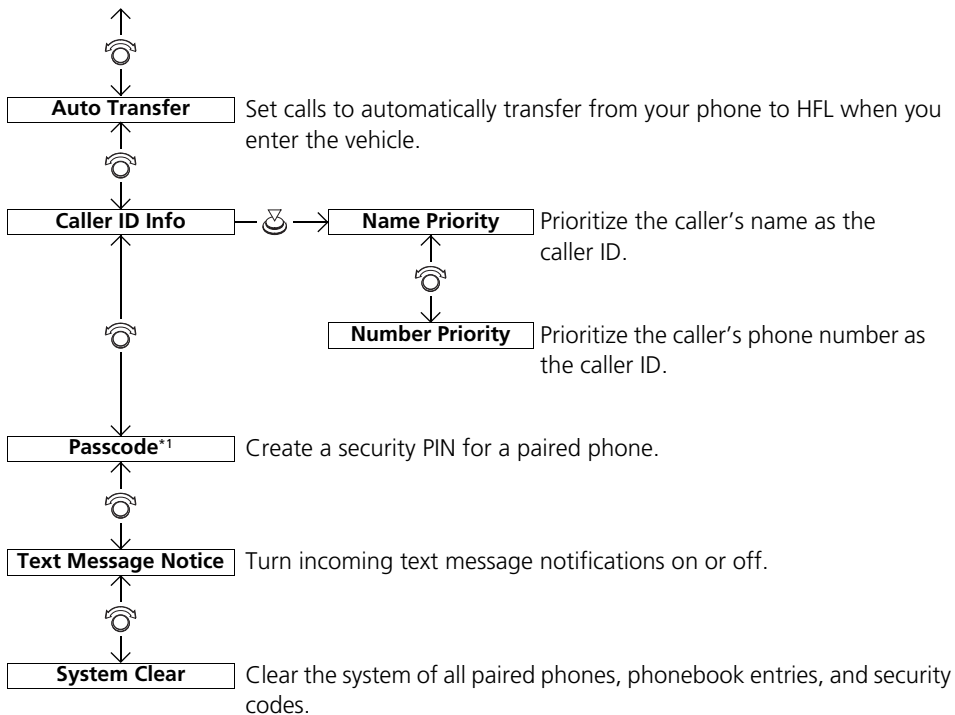 Auto Transfer
Set calls to automatically transfer from your phone to HFL when you
enter the vehicle.
Caller ID Info
Name Priority
Prioritize the caller’s name as the
caller ID.
Number Priority
Prioritize the caller’s phone number as
the caller ID.
Passcode*1
Create a security PIN for a paired phone.
Text Message Notice
Turn incoming text message notifications on or off.
System Clear
Clear the system of all paired phones, phonebook entries, and security
codes.